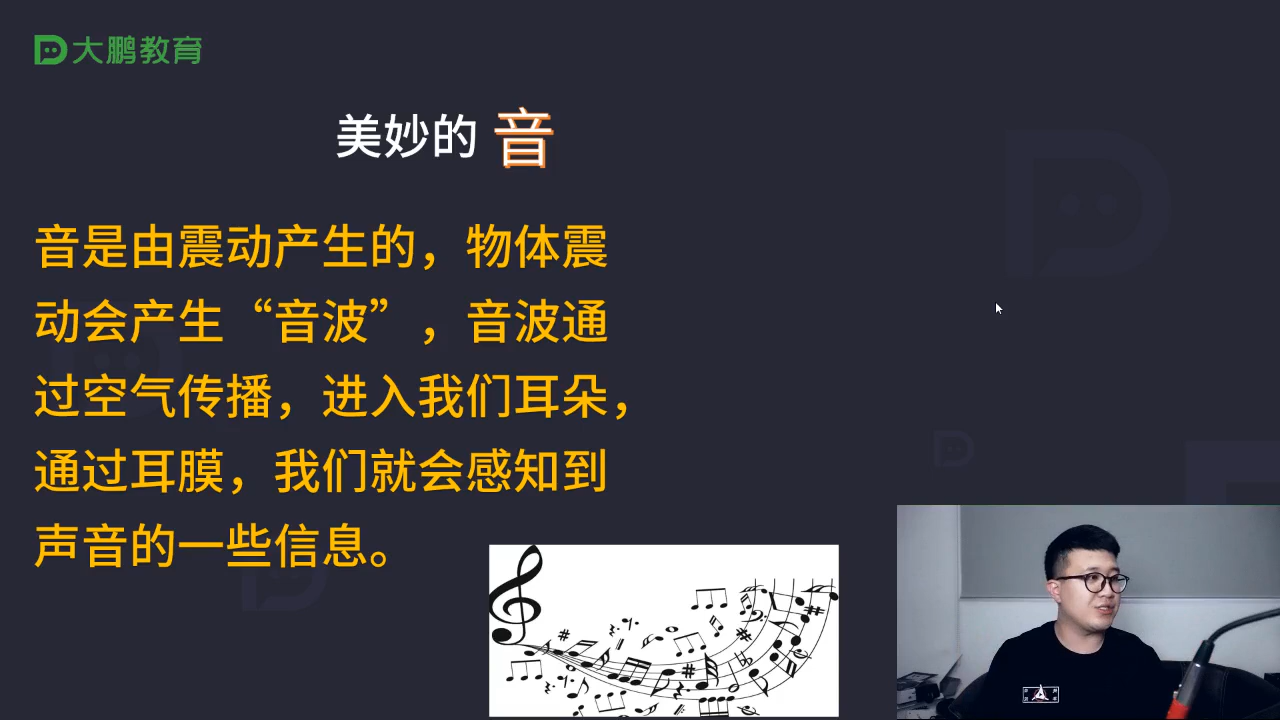 大鹏教育
美妙的 音
音是由震动产生的，物体震
动会产生“音波”，音波通
过空气传播，进入我们耳朵，
通过耳膜，我们就会感知到
声音的一些信息。